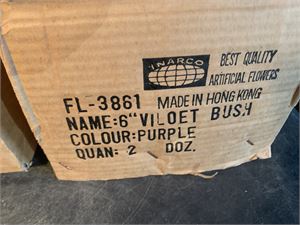 INARCO
BEST QUALITY
ARTIFICIAL FLOWERS
FL-3861 MADE IN HONG KONG
NAME:6" VILOET BUSH
COLOUR:PURPLE
QUAN: 2 DOZ.